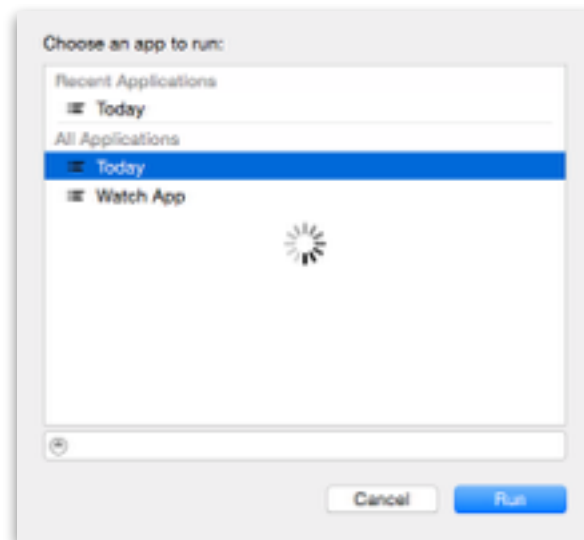 Choose an app to run:
Recent Applications
Today
All Applications
Today
Watch App
Cancel Run